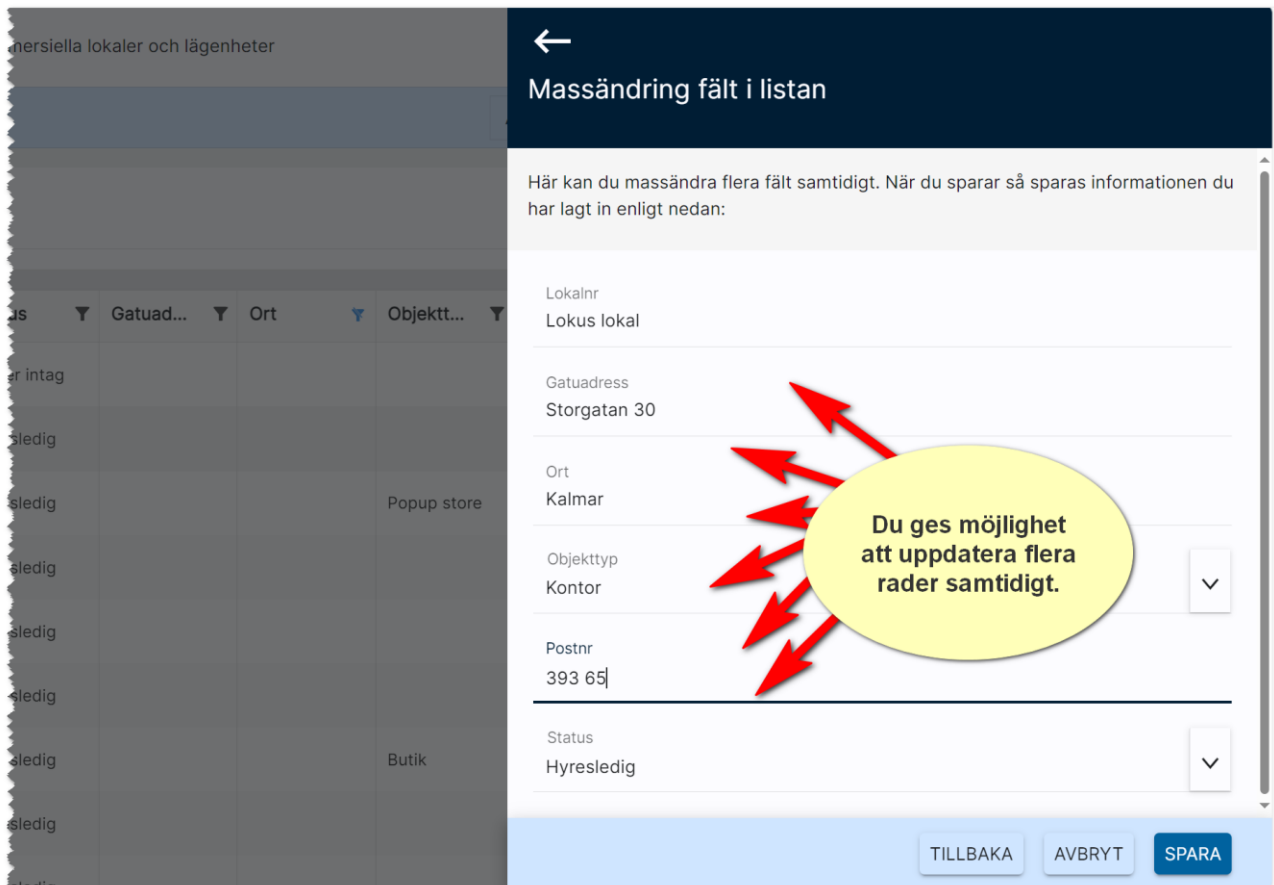 lokaler och lägenheter
Massändring fält i listan
Här kan du massändra flera fält samtidigt. När du sparar så sparas informationen du
har lagt in enligt nedan:
Gatuad... Ort Objektt...
intag
Popup store
Butik
Lokalnr
Lokus lokal
Gatuadress
Storgatan 30
Ort
Kalmar
Objekttyp
Kontor
Postnr
393 65
Status
Hyresledig
Du ges möjlighet
att uppdatera flera
rader samtidigt.
TILLBAKA AVBRYT SPARA